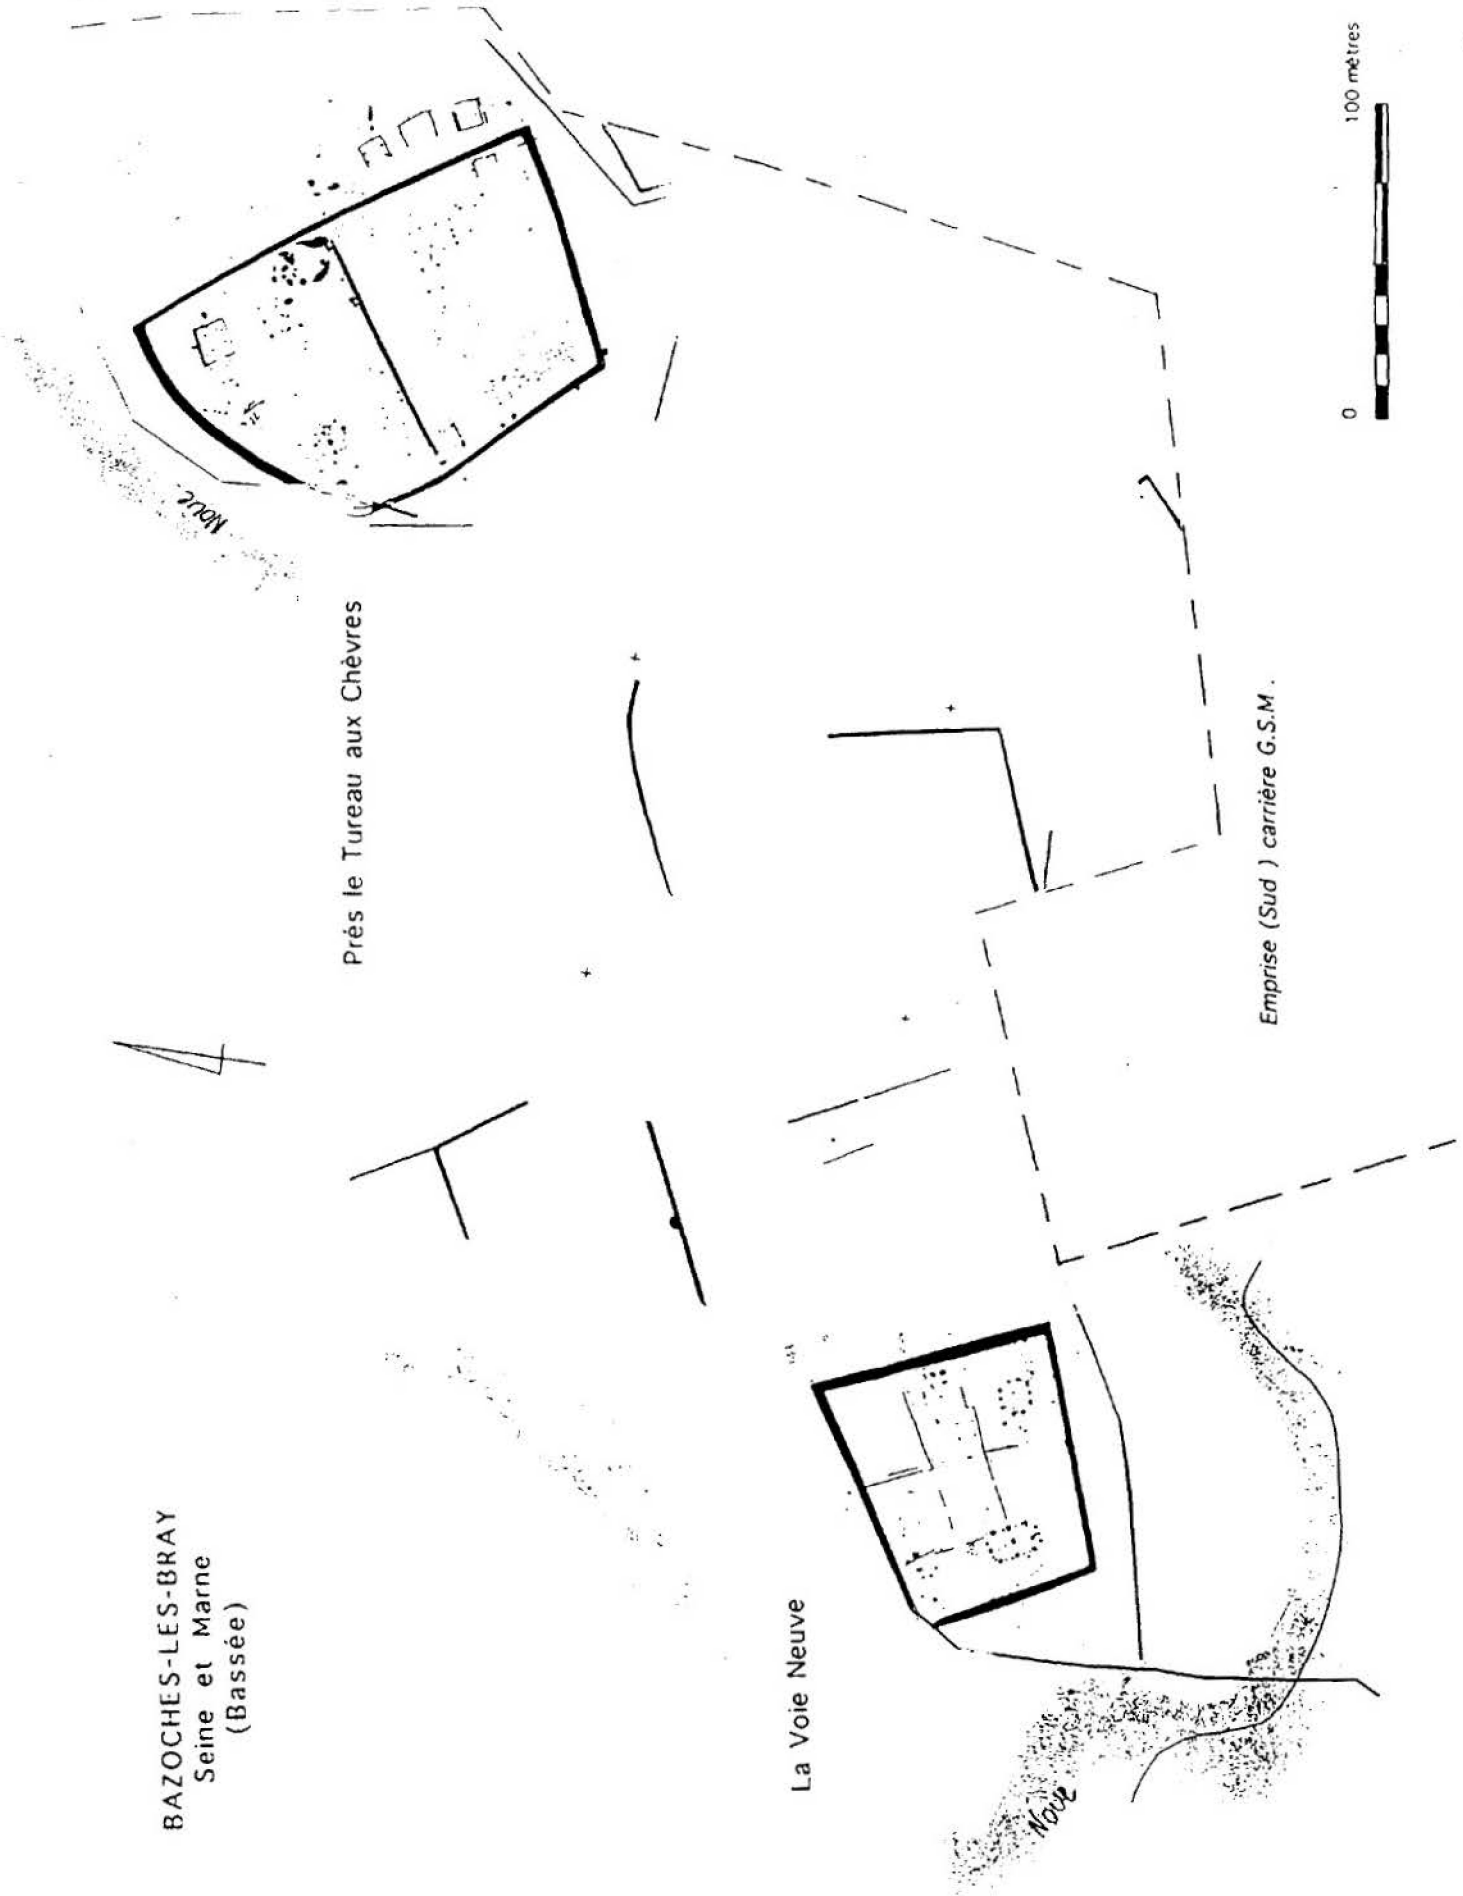 BAZOCHES-LES-BRAY
Seine et Marne
(Bassée)
Noue
Prés le Tureau aux Chèvres
La Voie Neuve
Noue
Emprise (Sud ) carrière G.S.M .
0
100 mètres